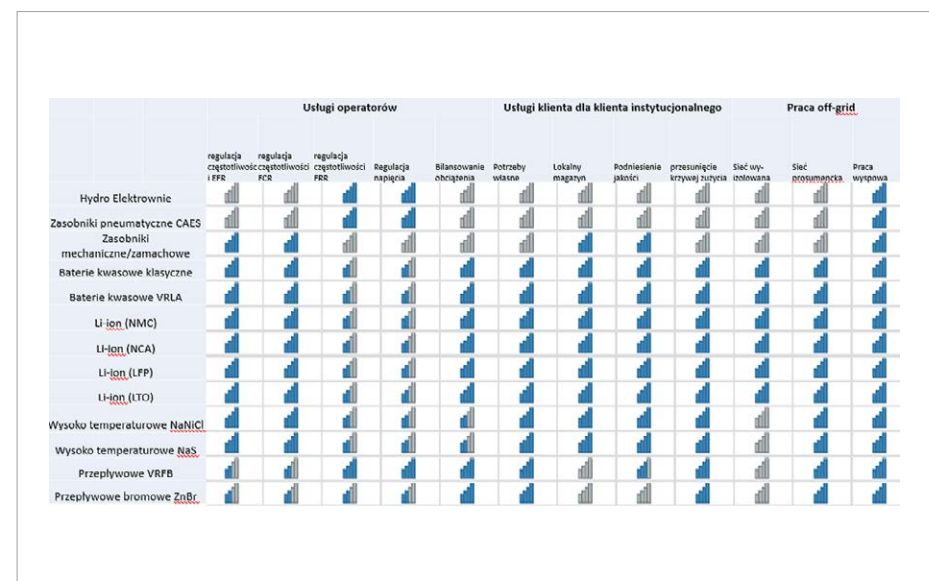 Usługi operatorów Usługi klienta dla klienta instytucjonalnego Praca off-grid
regulacja regulacja regulacja
częstotliwośc częstotliwości częstotliwości Regulacja Bilansowanie Potrzeby Lokalny Podniesienie przesunięcie Sieć wy- Sieć Praca
i EFR FCR FRR napięcia obciążenia własne magazyn jakości krzywej zużycia izolowana prosumencka wyspowa
Hydro Elektrownie
Zasobniki pneumatyczne CAES
Zasobniki
mechaniczne/zamachowe
Baterie kwasowe klasyczne
Baterie kwasowe VRLA
Li-ion (NMC)
Li-Ion (NCA)
Li-Ion (LFP)
Li-ion (LTO)
Wysoko temperaturowe NaNiCl
Wysoko temperaturowe NaS
Przepływowe VRFB
Przepływowe bromowe ZnBr